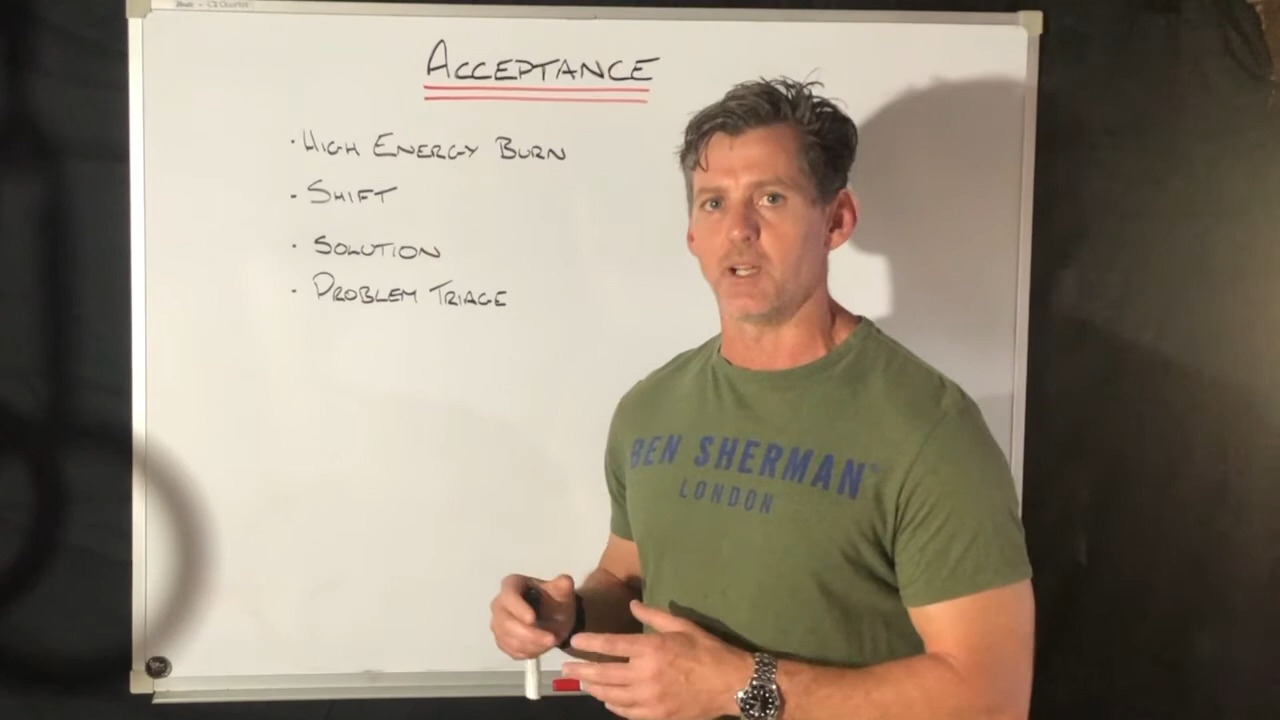 ACCEPTANCE
· HIGH ENERGY BURN
- SHIFT
· SOLUTION
· PROBLEM TRIAGE
BEN SHERMAN
LONDON